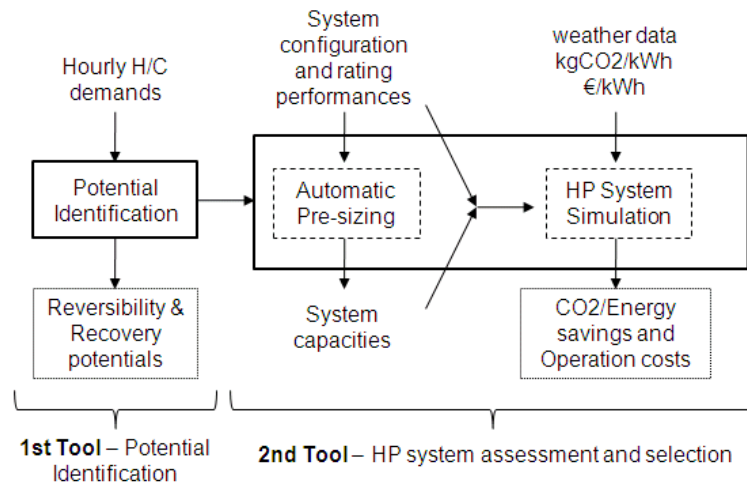 Hourly H/C
demands
System
configuration
and rating
performances
weather data
kgCO2/kWh
€/kWh
Potential
Identification
Automatic
Pre-sizing
HP System
Simulation
Reversibility &
Recovery
potentials
System
capacities
CO2/Energy
savings and
Operation costs
1st Tool – Potential
Identification
2nd Tool – HP system assessment and selection